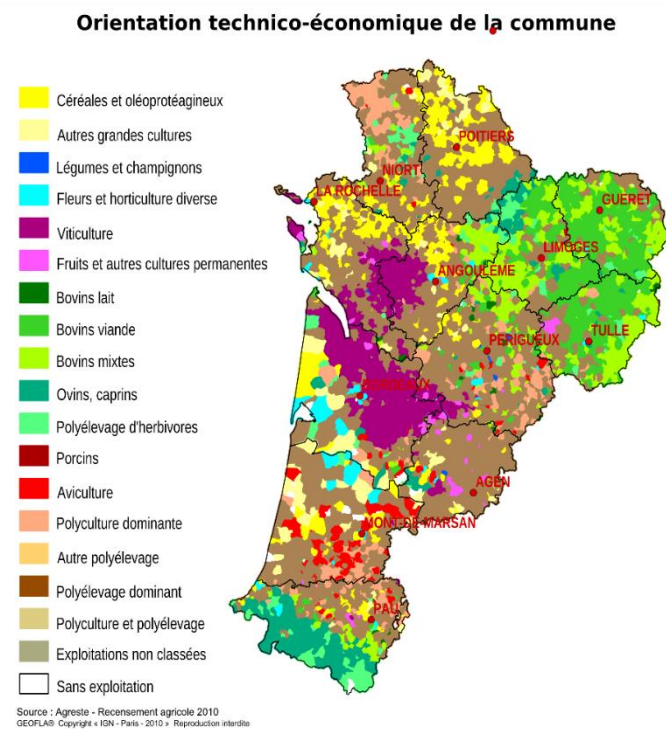 Orientation technico-économique de la commune
Céréales et oléoprotéagineux
Autres grandes cultures
Légumes et champignons
Fleurs et horticulture diverse
Viticulture
Fruits et autres cultures permanentes
Bovins lait
Bovins viande
Bovins mixtes
Ovins, caprins
Polyélevage d'herbivores
Porcins
Aviculture
Polyculture dominante
Autre polyélevage
Polyélevage dominant
Polyculture et polyélevage
Exploitations non classées
Sans exploitation
POITIERS
NIORT
LA ROCHELLE
GUERET
LIMOGES
ANGOULEME
TULLE
PERIGUEUX
BORDEAUX
AGEN
MONT-DE-MARSAN
PAU
Source : Agreste - Recensement agricole 2010
GEOFLA® Copyright « IGN - Paris - 2010 » Reproduction interdite